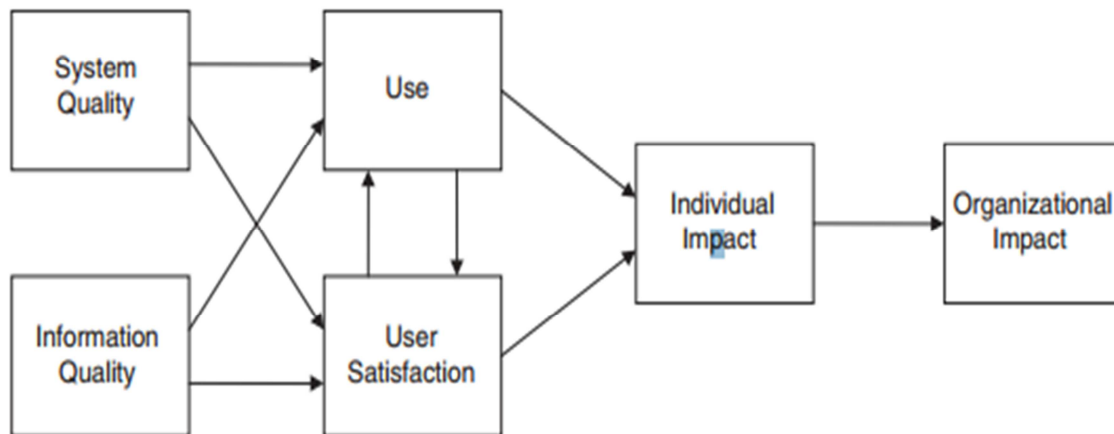 System
Quality
Use
Individual
Impact
Organizational
Impact
Information
Quality
User
Satisfaction